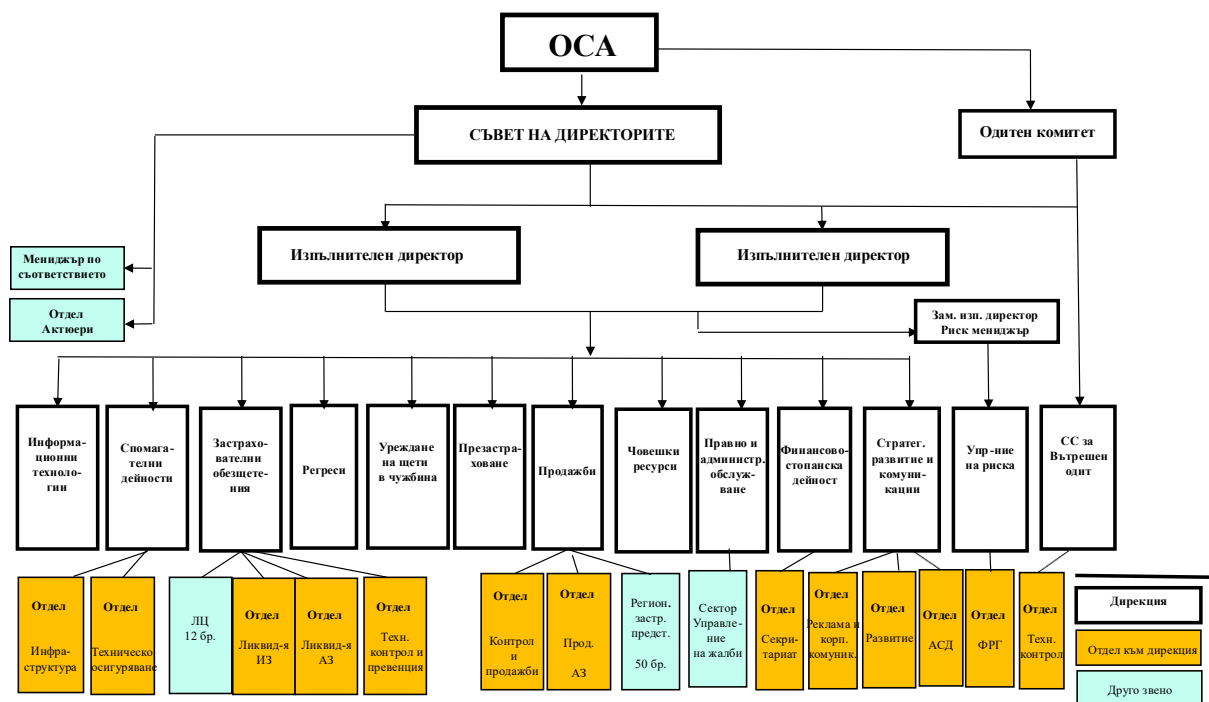 ОСА
СЪВЕТ НА ДИРЕКТОРИТЕ
Одитен комитет
Изпълнителен директор
Изпълнителен директор
Мениджър по
съответствието
Отдел
Актюери
Зам. изп. директор
Риск мениджър
Информа-
ционни
техноло-
гии
Спомага-
телни
дейности
Застрахо-
вателни
обезщете-
ния
Регреси
Уреждане
на щети
в чужбина
Презастра-
ховане
Продажби
Човешки
ресурси
Правно и
администр.
обслуж-
ване
Финансово-
стопанска
дейност
Стратег.
развитие и
комуни-
кации
Упр-ние
на риска
СС за
Вътрешен
одит
Отдел
Инфра-
структура
Отдел
Техническо
осигуряване
ЛЦ
12 бр.
Отдел
Ликвид-я
ИЗ
Отдел
Ликвид-я
АЗ
Отдел
Техн.
контрол и
превенция
Отдел
Контрол
и
продажби
Отдел
Прод.
АЗ
Регион.
застр.
предст.
50 бр.
Сектор
Управле-
ние
на жалби
Отдел
Секри-
тариат
Отдел
Реклама и
корп.
комуник.
Отдел
Развитие
Отдел
АСД
Отдел
ФРГ
Отдел
Техн.
контрол
Дирекция
Отдел към дирекция
Друго звено